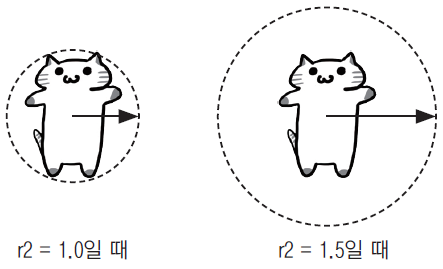 r2 = 1.0일 때
r2 = 1.5일 때